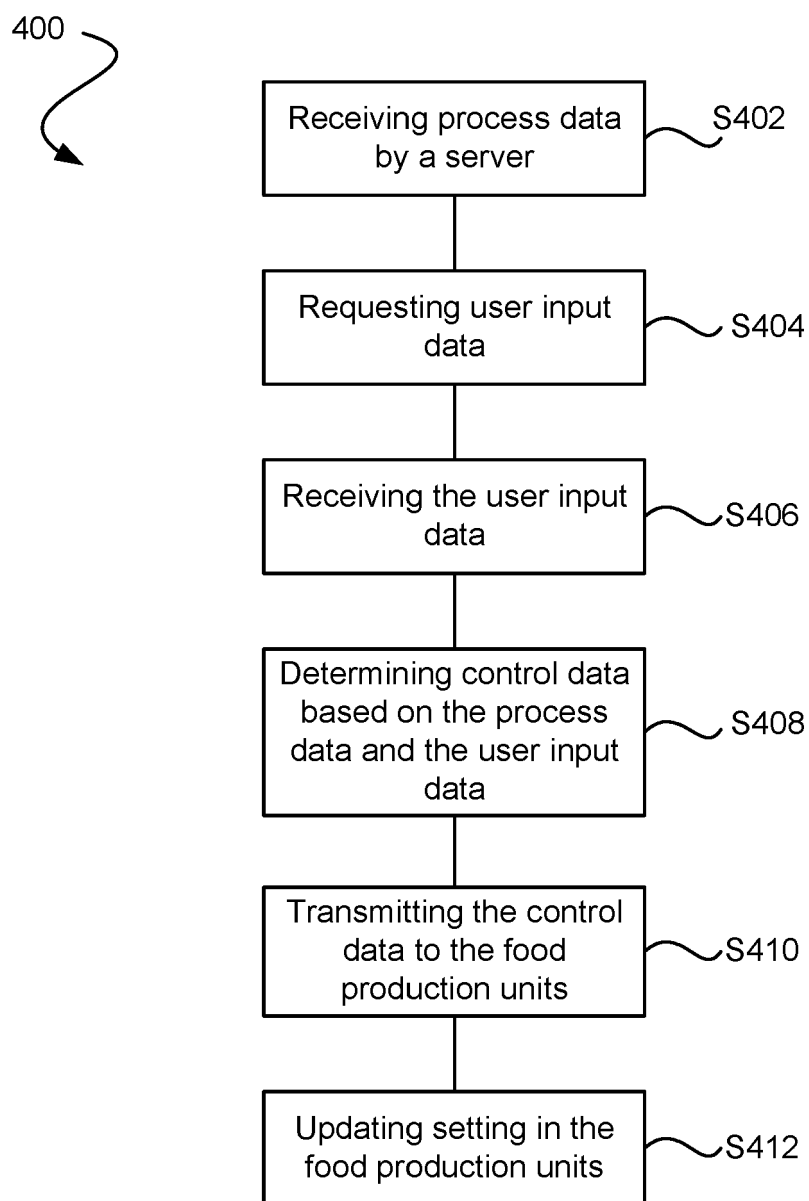 400
Receiving process data
by a server
S402
Requesting user input
data
S404
Receiving the user input
data
S406
Determining control data
based on the process
data and the user input
data
S408
Transmitting the control
data to the food
production units
S410
Updating setting in the
food production units
S412